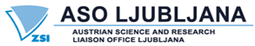 ZSI
ASO LJUBLJANA
AUSTRIAN SCIENCE AND RESEARCH
LIAISON OFFICE LJUBLJANA